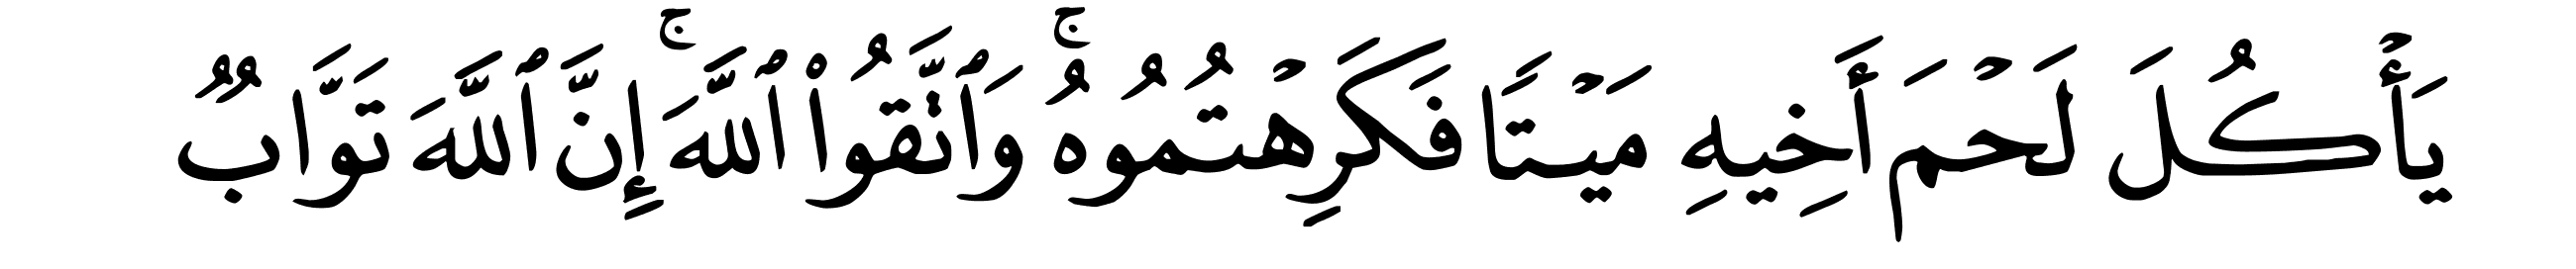 يَأْكُلَ لَحْمَ أَخِيهِ مَيْتًا فَكَرِهْتُمُوهُ ۚ وَٱتَّقُوا۟ ٱللَّهَ ۚ إِنَّ ٱللَّهَ تَوَّابٌ